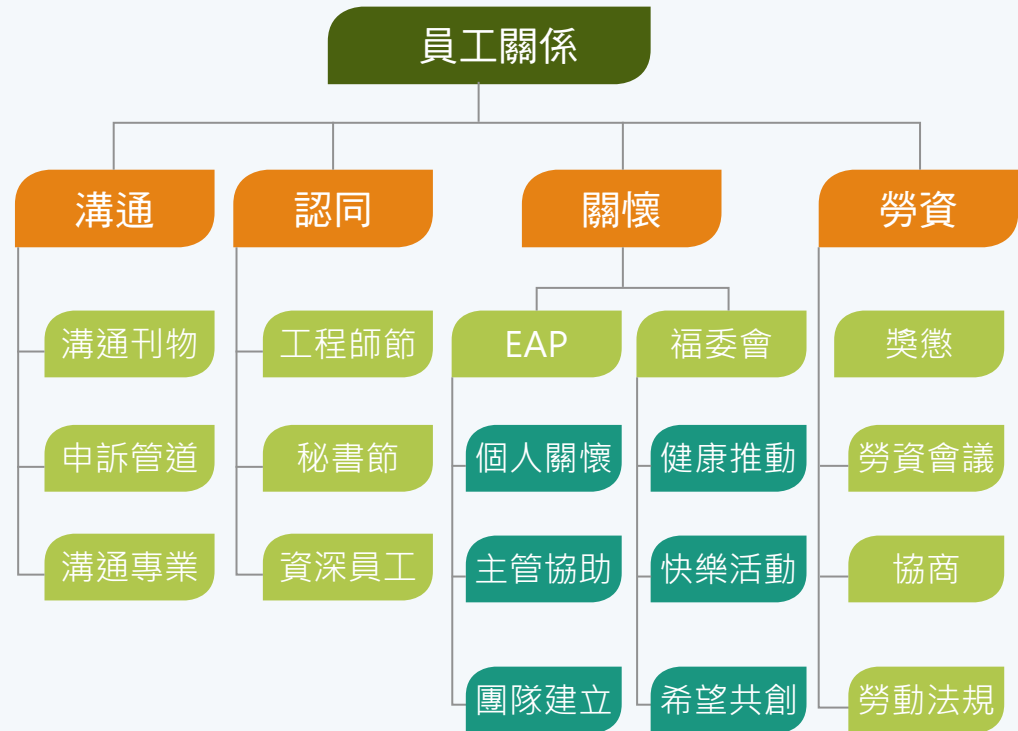 員工關係
溝通
認同
關懷
勞資
溝通刊物
工程師節
EAP
福委會
獎懲
申訴管道
秘書節
個人關懷
健康推動
勞資會議
溝通專業
資深員工
主管協助
快樂活動
協商
團隊建立
希望共創
勞動法規